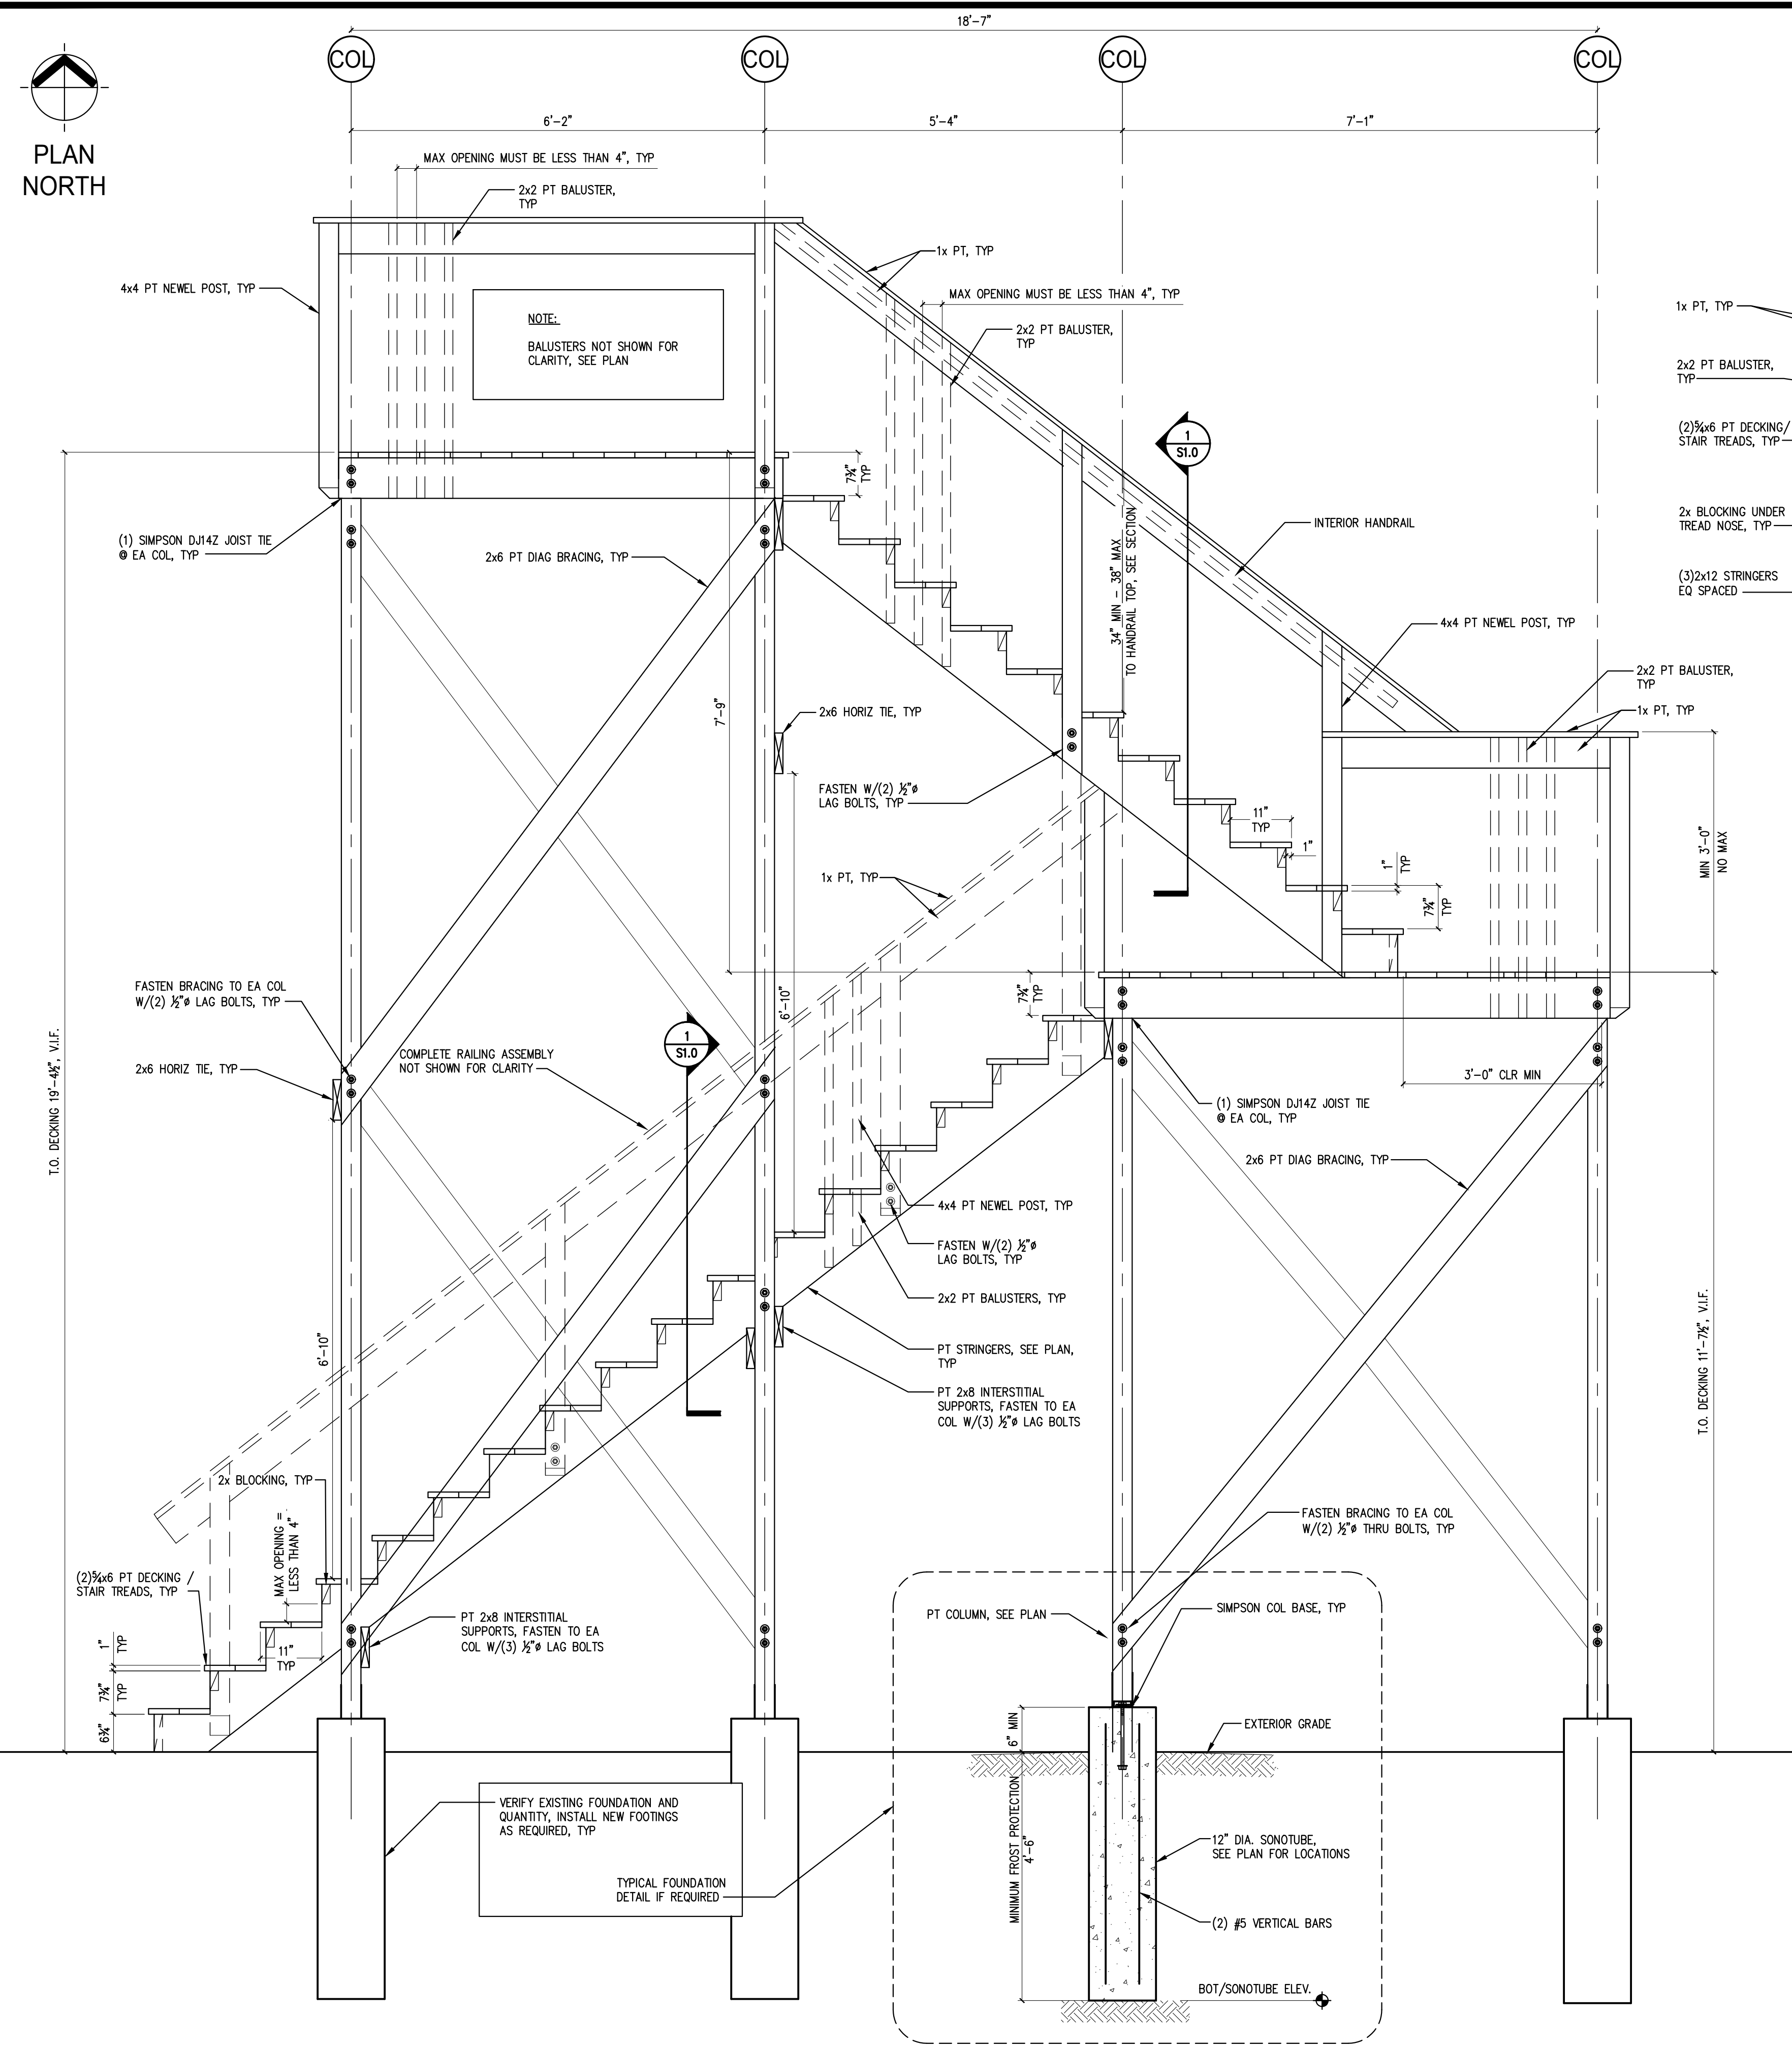 18'-7"
COL
COL
COL
COL
PLAN
NORTH
6'-2"
5'-4"
7'-1"
MAX OPENING MUST BE LESS THAN 4", TYP
2x2 PT BALUSTER,
TYP
4x4 PT NEWEL POST, TYP
NOTE:
BALUSTERS NOT SHOWN FOR
CLARITY, SEE PLAN
1x PT, TYP
MAX OPENING MUST BE LESS THAN 4", TYP
2x2 PT BALUSTER,
TYP
1x PT, TYP
2x2 PT BALUSTER,
TYP
(2)5⁄4x6 PT DECKING/
STAIR TREADS, TYP
2x BLOCKING UNDER
TREAD NOSE, TYP
(3)2x12 STRINGERS
EQ SPACED
1
S1.0
7¾"
TYP
(1) SIMPSON DJ14Z JOIST TIE
@ EA COL, TYP
2x6 PT DIAG BRACING, TYP
34" MIN - 38" MAX
TO HANDRAIL TOP, SEE SECTION
INTERIOR HANDRAIL
4x4 PT NEWEL POST, TYP
2x2 PT BALUSTER,
TYP
1x PT, TYP
7'-9"
2x6 HORIZ TIE, TYP
FASTEN W/(2) ½"ø
LAG BOLTS, TYP
11"
TYP
1"
1"
TYP
7¾"
TYP
MIN 3'-0"
NO MAX
1x PT, TYP
FASTEN BRACING TO EA COL
W/(2) ½"ø LAG BOLTS, TYP
6'-10"
7¾"
TYP
1
S1.0
COMPLETE RAILING ASSEMBLY
NOT SHOWN FOR CLARITY
2x6 HORIZ TIE, TYP
T.O. DECKING 19'-4½", V.I.F.
3'-0" CLR MIN
(1) SIMPSON DJ14Z JOIST TIE
@ EA COL, TYP
2x6 PT DIAG BRACING, TYP
4x4 PT NEWEL POST, TYP
FASTEN W/(2) ½"ø
LAG BOLTS, TYP
2x2 PT BALUSTERS, TYP
PT STRINGERS, SEE PLAN,
TYP
PT 2x8 INTERSTITIAL
SUPPORTS, FASTEN TO EA
COL W/(3) ½"ø LAG BOLTS
T.O. DECKING 11'-7½", V.I.F.
6'-10"
2x BLOCKING, TYP
MAX OPENING =
LESS THAN 4"
(2)5⁄4x6 PT DECKING /
STAIR TREADS, TYP
11"
TYP
1"
TYP
7¾"
TYP
6¾"
PT 2x8 INTERSTITIAL
SUPPORTS, FASTEN TO EA
COL W/(3) ½"ø LAG BOLTS
FASTEN BRACING TO EA COL
W/(2) ½"ø THRU BOLTS, TYP
PT COLUMN, SEE PLAN
SIMPSON COL BASE, TYP
6" MIN
EXTERIOR GRADE
VERIFY EXISTING FOUNDATION AND
QUANTITY, INSTALL NEW FOOTINGS
AS REQUIRED, TYP
TYPICAL FOUNDATION
DETAIL IF REQUIRED
MINIMUM FROST PROTECTION
4'-6"
12" DIA. SONOTUBE,
SEE PLAN FOR LOCATIONS
(2) #5 VERTICAL BARS
BOT/SONOTUBE ELEV.